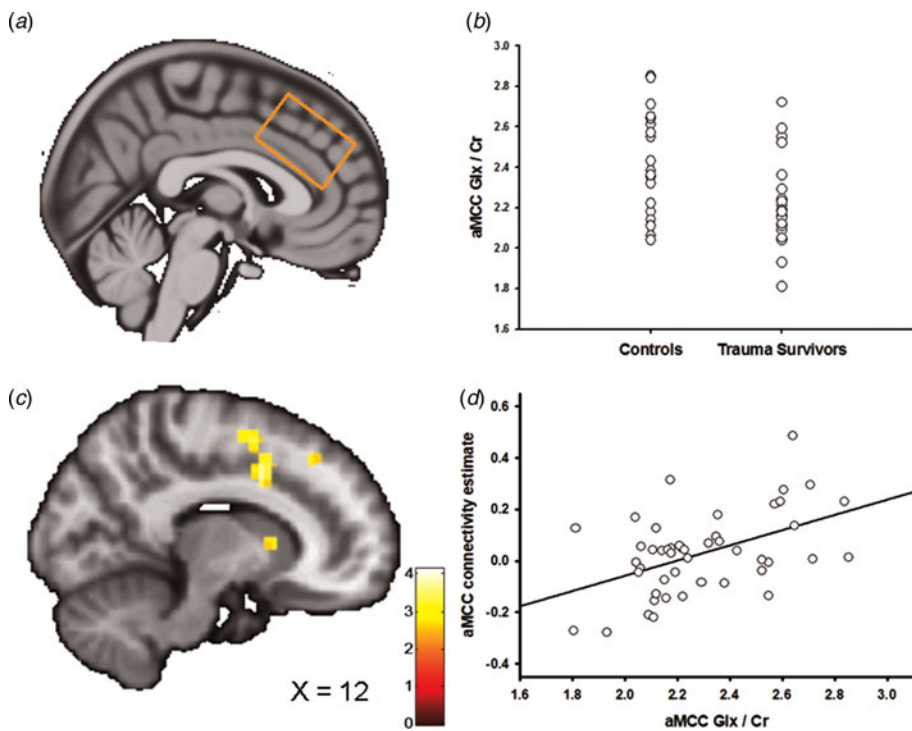 (a)
(b)
aMCC Glx / Cr
3.0
2.8
2.6
2.4
2.2
2.0
1.8
1.6
Controls Trauma Survivors
(c)
X = 12
4
3
2
1
0
(d)
aMCC connectivity estimate
0.6
0.4
0.2
0.0
-0.2
-0.4
1.6 1.8 2.0 2.2 2.4 2.6 2.8 3.0
aMCC Glx / Cr